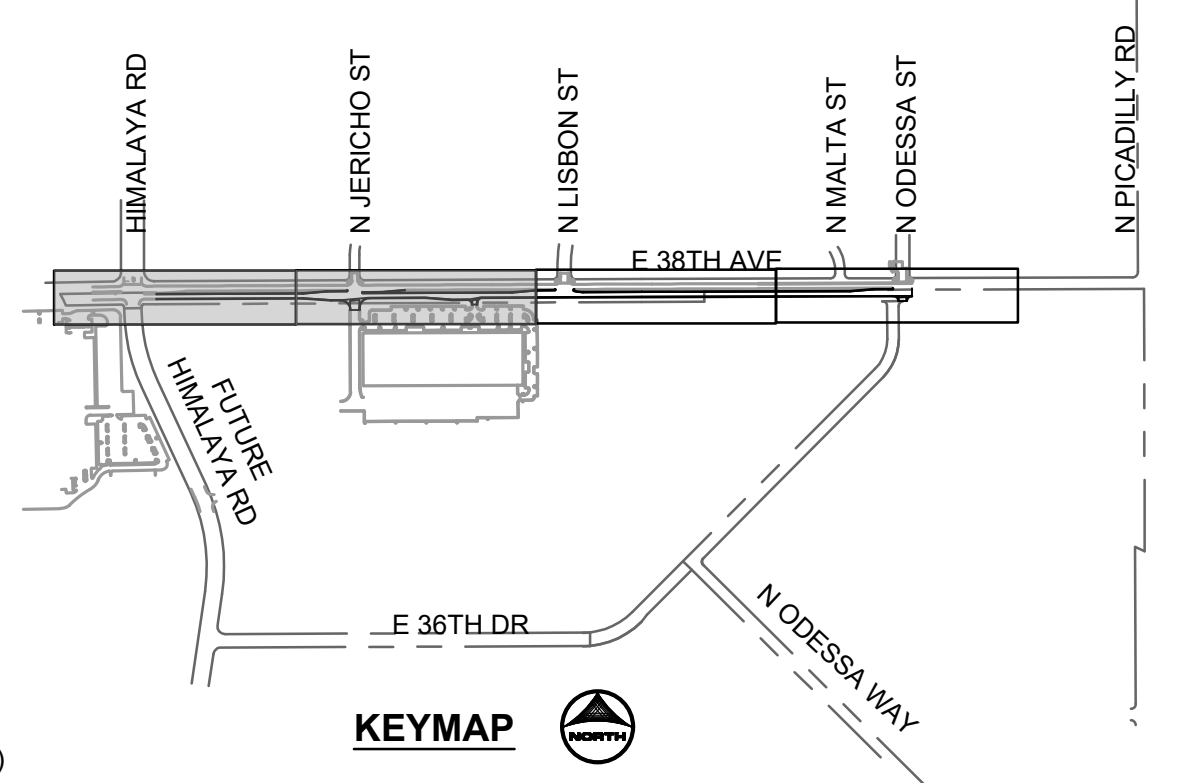 HIMALAYA RD
N JERICHO ST
N LISBON ST
N MALTA ST
N ODESSA ST
N PICADILLY RD
E 38TH AVE
FUTURE
HIMALAYA RD
E 36TH DR
N ODESSA WAY
KEYMAP
NORTH
)